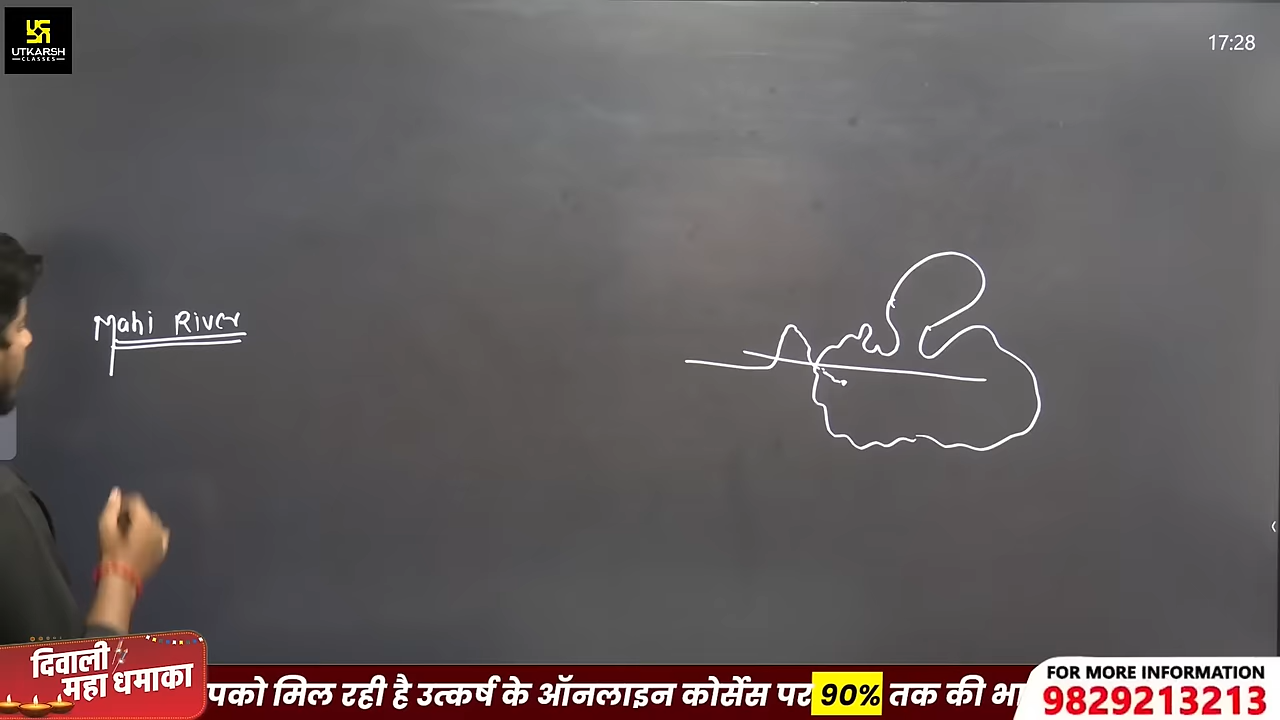 UTKARSH
CLASSES
17:28
Mahi River
दिवाली
महा धमाका
पको मिल रही है उत्कर्ष के ऑनलाइन कोर्सेस पर 90% तक की भा
FOR MORE INFORMATION
9829213213